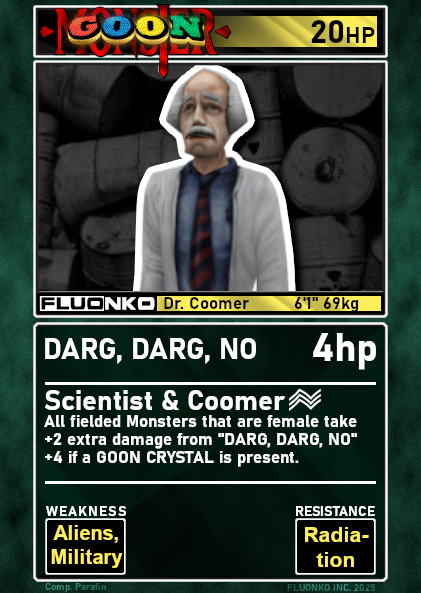 MONSTER
GOON
20HP
FLUONKO Dr. Coomer 6'1" 69kg
DARG, DARG, NO 4hp
Scientist & Coomer
All fielded Monsters that are female take
+2 extra damage from "DARG, DARG, NO"
+4 if a GOON CRYSTAL is present.
WEAKNESS
Aliens,
Military
RESISTANCE
Radia-
tion
Comp. Parafin FLUONKO INC. 2025